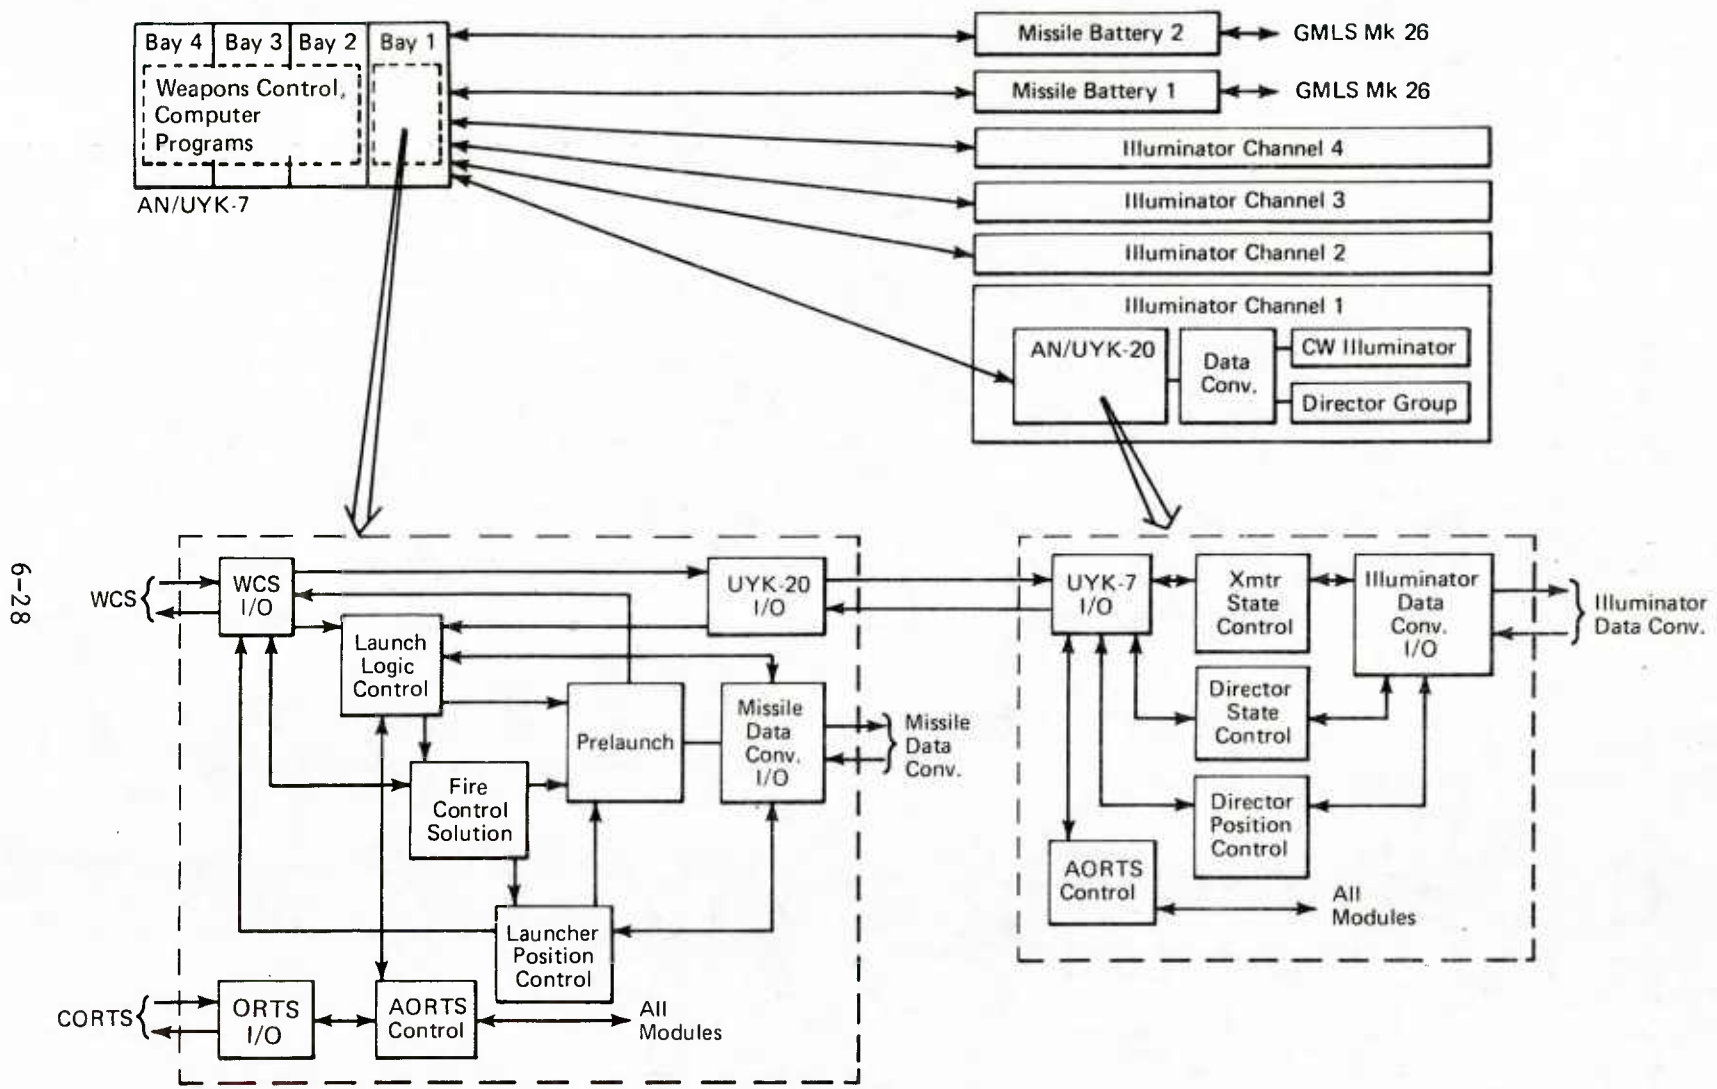 Bay 4 Bay 3 Bay 2 Bay 1
Weapons Control,
Computer
Programs
AN/UYK-7
Missile Battery 2
GMLS Mk 26
Missile Battery 1
GMLS Mk 26
Illuminator Channel 4
Illuminator Channel 3
Illuminator Channel 2
Illuminator Channel 1
AN/UYK-20
Data
Conv.
CW Illuminator
Director Group
6-28
WCS
WCS
I/O
UYK-20
I/O
Launch
Logic
Control
Prelaunch
Missile
Data
Conv.
I/O
Missile
Data
Conv.
Fire
Control
Solution
Launcher
Position
Control
CORTS
ORTS
I/O
AORTS
Control
All
Modules
UYK-7
I/O
Xmtr
State
Control
Illuminator
Data
Conv.
I/O
Illuminator
Data Conv.
Director
State
Control
Director
Position
Control
AORTS
Control
All
Modules